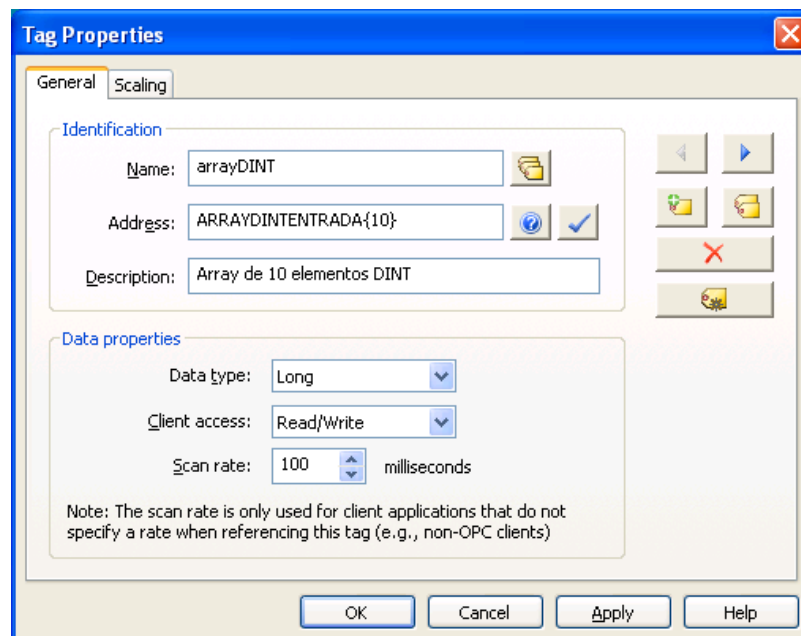 Tag Properties
General Scaling
Identification
Name: arrayDINT
Address: ARRAYDINTENTRADA{10}
Description: Array de 10 elementos DINT
Data properties
Data type: Long
Client access: Read/Write
Scan rate: 100 milliseconds
Note: The scan rate is only used for client applications that do not
specify a rate when referencing this tag (e.g., non-OPC clients)
OK Cancel Apply Help